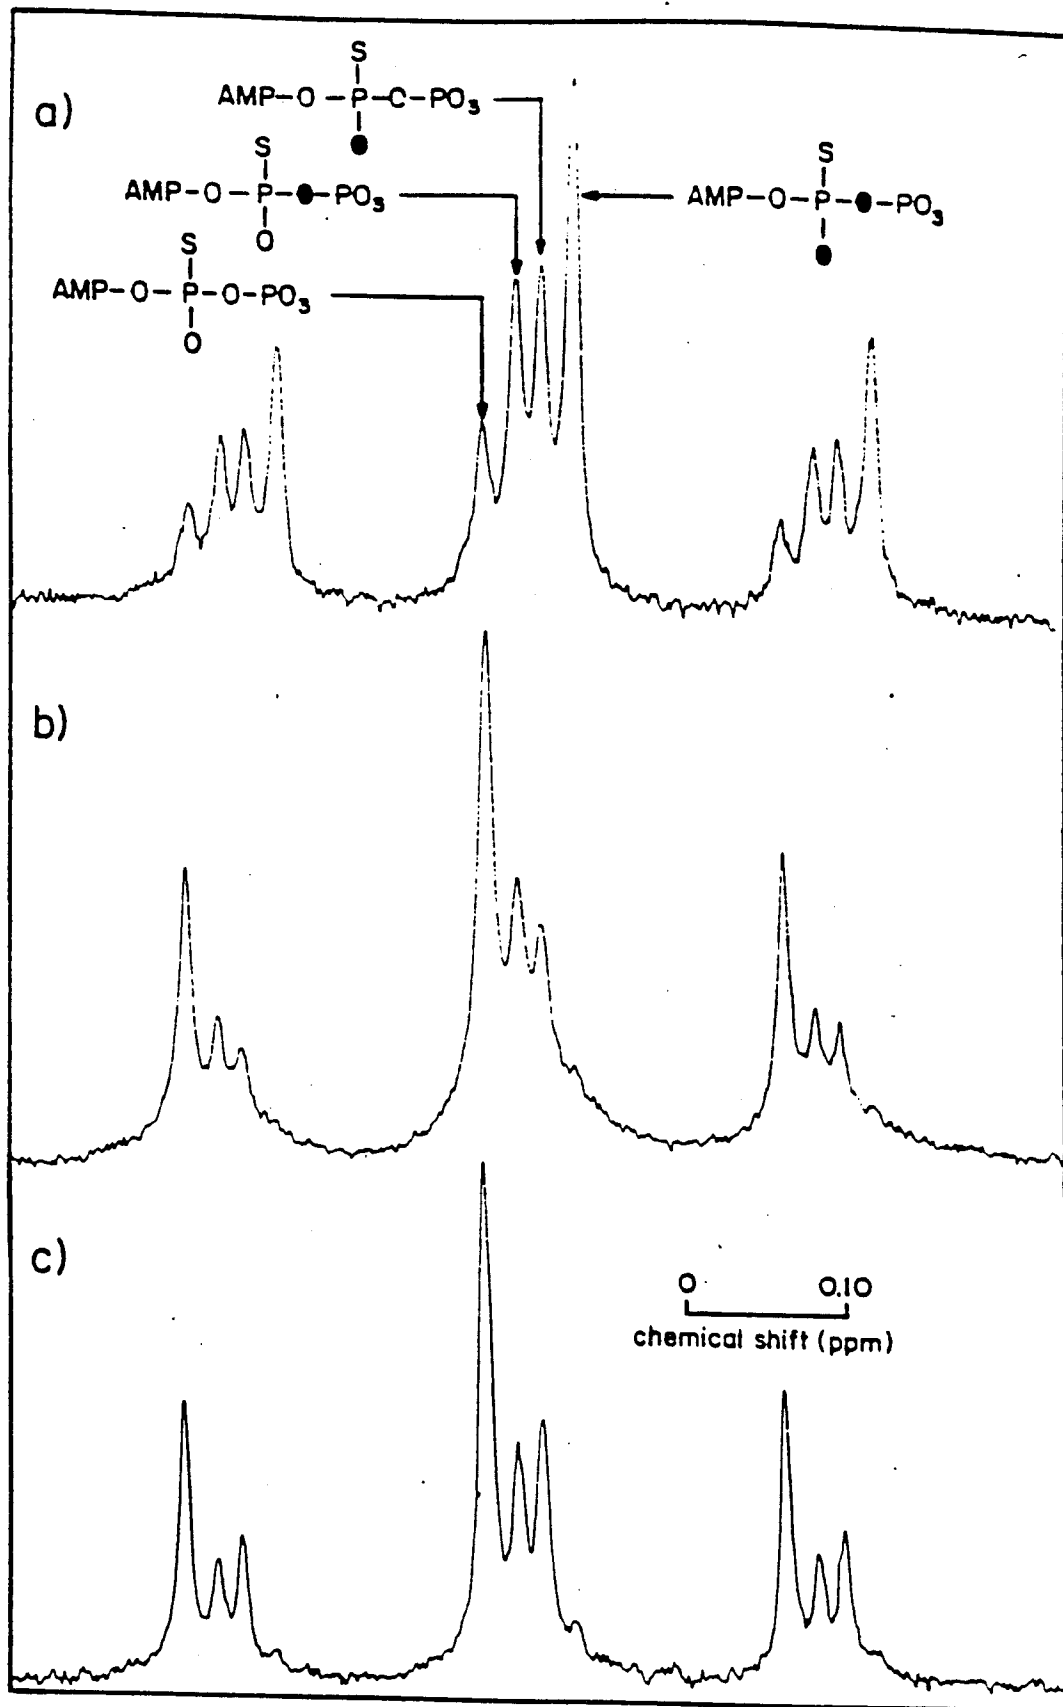 a)
S
AMP-O-P-C-PO3
S
AMP-O-P-●-PO3
O
S
AMP-O-P-O-PO3
O
S
AMP-O-P-●-PO3
b)
c)
0 0.10
chemical shift (ppm)